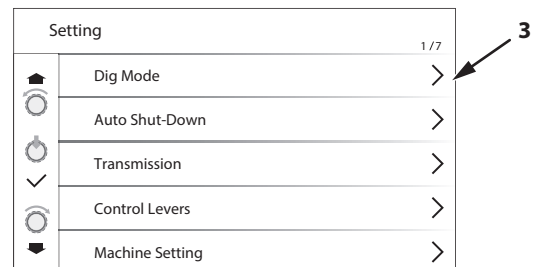 Setting
1/7
3
Dig Mode
Auto Shut-Down
Transmission
Control Levers
Machine Setting